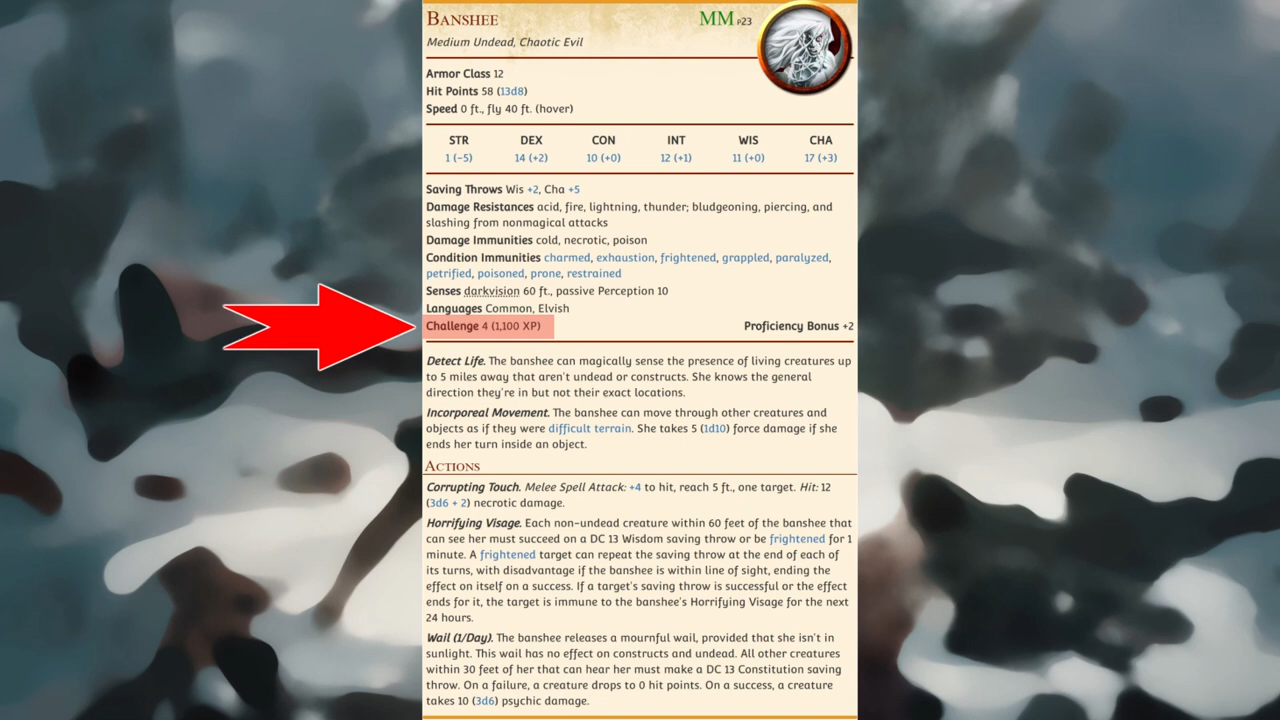 BANSHEE MM P23
Medium Undead, Chaotic Evil
Armor Class 12
Hit Points 58 (13d8)
Speed 0 ft., fly 40 ft. (hover)
STR DEX CON INT WIS CHA
1 (−5) 14 (+2) 10 (+0) 12 (+1) 11 (+0) 17 (+3)
Saving Throws Wis +2, Cha +5
Damage Resistances acid, fire, lightning, thunder; bludgeoning, piercing, and
slashing from nonmagical attacks
Damage Immunities cold, necrotic, poison
Condition Immunities charmed, exhaustion, frightened, grappled, paralyzed,
petrified, poisoned, prone, restrained
Senses darkvision 60 ft., passive Perception 10
Languages Common, Elvish
Challenge 4 (1,100 XP) Proficiency Bonus +2
Detect Life. The banshee can magically sense the presence of living creatures up
to 5 miles away that aren't undead or constructs. She knows the general
direction they're in but not their exact locations.
Incorporeal Movement. The banshee can move through other creatures and
objects as if they were difficult terrain. She takes 5 (1d10) force damage if she
ends her turn inside an object.
ACTIONS
Corrupting Touch. Melee Spell Attack: +4 to hit, reach 5 ft., one target. Hit: 12
(3d6 + 2) necrotic damage.
Horrifying Visage. Each non-undead creature within 60 feet of the banshee that
can see her must succeed on a DC 13 Wisdom saving throw or be frightened for 1
minute. A frightened target can repeat the saving throw at the end of each of
its turns, with disadvantage if the banshee is within line of sight, ending the
effect on itself on a success. If a target's saving throw is successful or the effect
ends for it, the target is immune to the banshee's Horrifying Visage for the next
24 hours.
Wail (1/Day). The banshee releases a mournful wail, provided that she isn't in
sunlight. This wail has no effect on constructs and undead. All other creatures
within 30 feet of her that can hear her must make a DC 13 Constitution saving
throw. On a failure, a creature drops to 0 hit points. On a success, a creature
takes 10 (3d6) psychic damage.